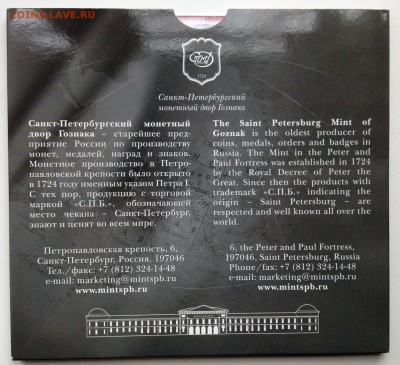 COINS.LAVE.RU
1724
Санкт-Петербургский
монетный двор Гознака
Санкт-Петербургский монетный
двор Гознака – старейшее пред-
приятие России по производству
монет, медалей, наград и знаков.
Монетное производство в Петро-
павловской крепости было открыто
в 1724 году именным указом Петра I.
С тех пор, продукцию с торговой
маркой «С.П.Б.», обозначающей
место чекана – Санкт-Петербург,
знают и ценят во всем мире.
Петропавловская крепость, 6,
Санкт-Петербург, Россия, 197046
Тел./факс: +7 (812) 324-14-48
e-mail: marketing@mintspb.ru
www.mintspb.ru
The Saint Petersburg Mint of
Goznak is the oldest producer of
coins, medals, orders and badges in
Russia. The Mint in the Peter and
Paul Fortress was established in 1724
by the Royal Decree of Peter the
Great. Since then the products with
trademark «С.П.Б.» indicating the
origin – Saint Petersburg – are
respected and well known all over the
world.
6, the Peter and Paul Fortress,
197046, Saint Petersburg, Russia
Phone/fax: +7 (812) 324-14-48
e-mail: marketing@mintspb.ru
www.mintspb.ru